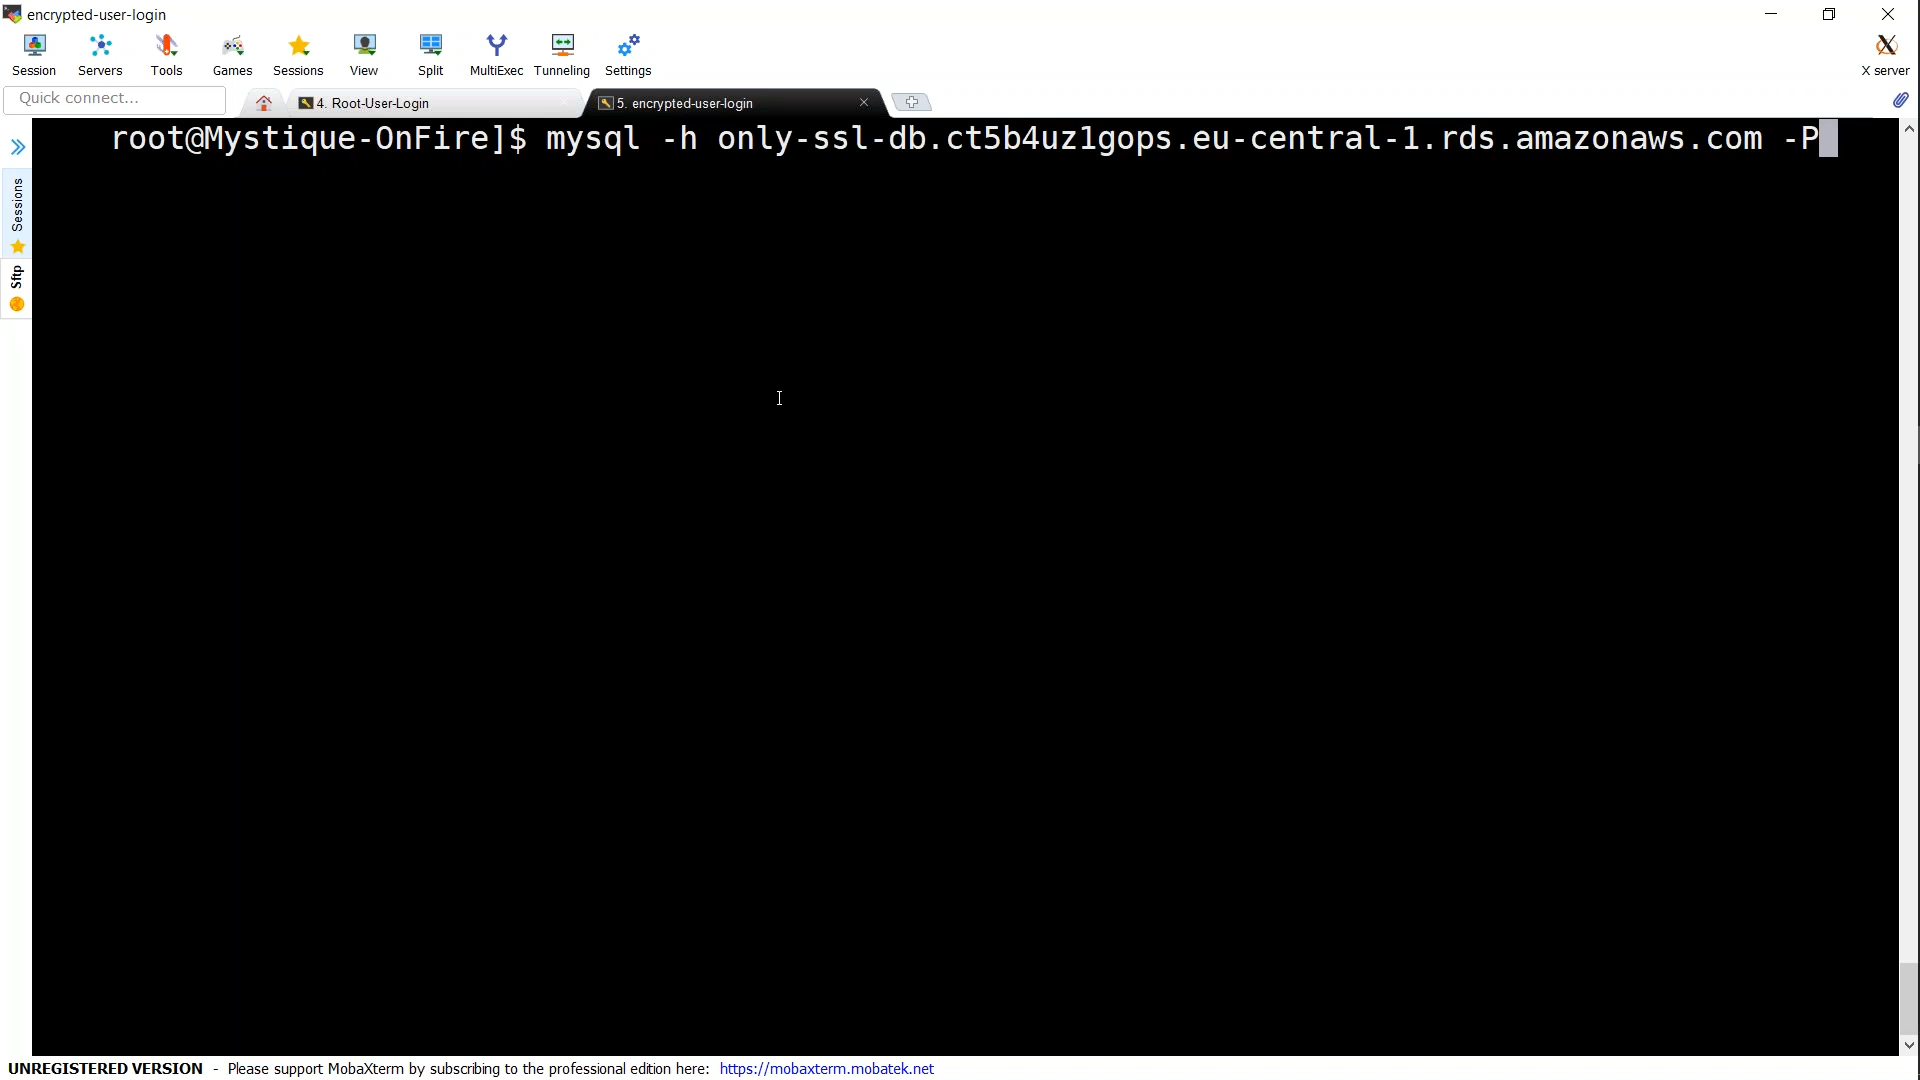 encrypted-user-login
Session Servers Tools Games Sessions View Split MultiExec Tunneling Settings X server
Quick connect... 4. Root-User-Login 5. encrypted-user-login
root@Mystique-OnFire]$ mysql -h only-ssl-db.ct5b4uz1gops.eu-central-1.rds.amazonaws.com -P
Sessions
Sftp
UNREGISTERED VERSION - Please support MobaXterm by subscribing to the professional edition here: https://mobaxterm.mobatek.net